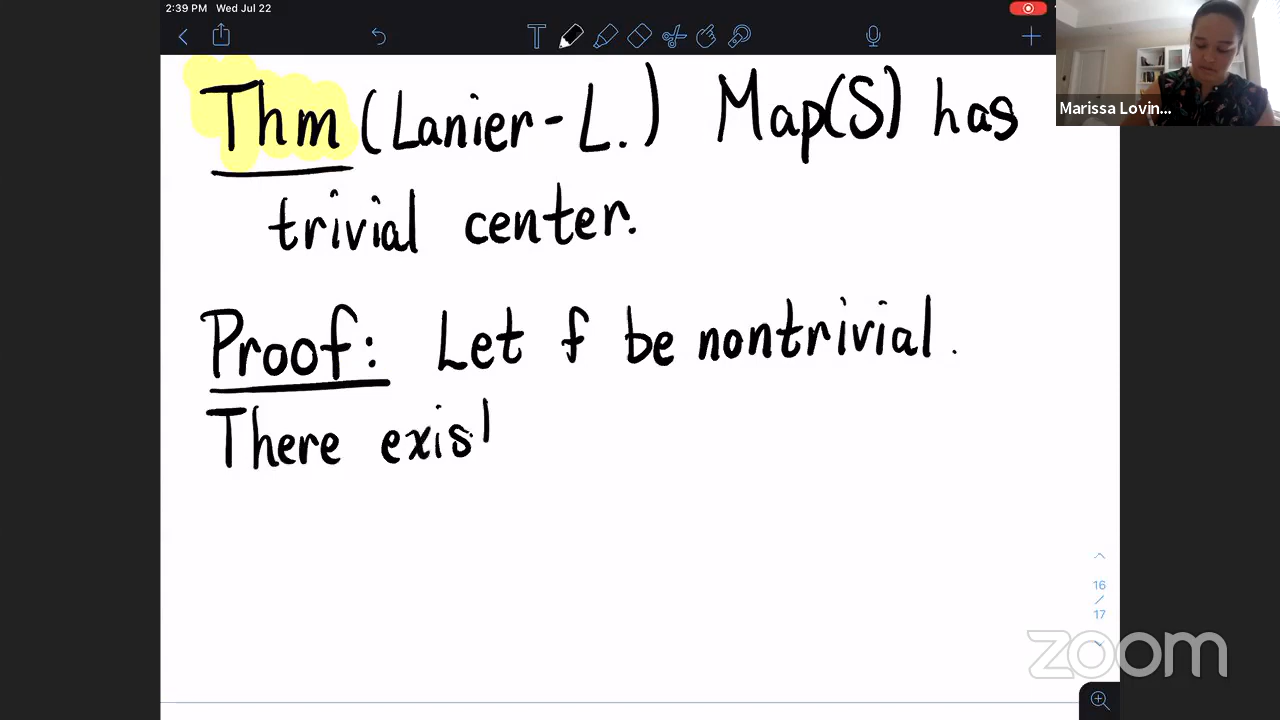 2:39 PM Wed Jul 22
Thm (Lanier-L.) Map(S) has
trivial center.
Proof: Let f be nontrivial.
There exist
Marissa Lovin...
16
/
17
zoom